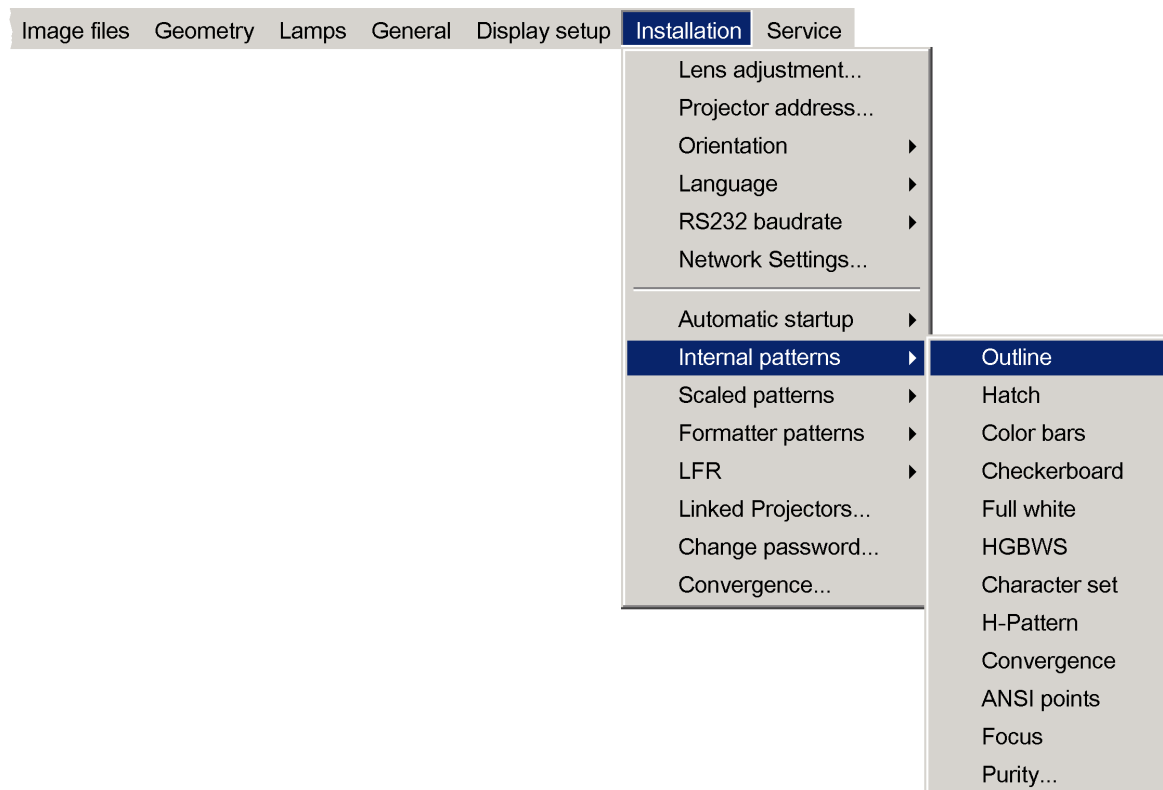 Image files Geometry Lamps General Display setup Installation Service
Lens adjustment...
Projector address...
Orientation
Language
RS232 baudrate
Network Settings...
Automatic startup
Internal patterns
Scaled patterns
Formatter patterns
LFR
Linked Projectors...
Change password...
Convergence...
Outline
Hatch
Color bars
Checkerboard
Full white
HGBWS
Character set
H-Pattern
Convergence
ANSI points
Focus
Purity...